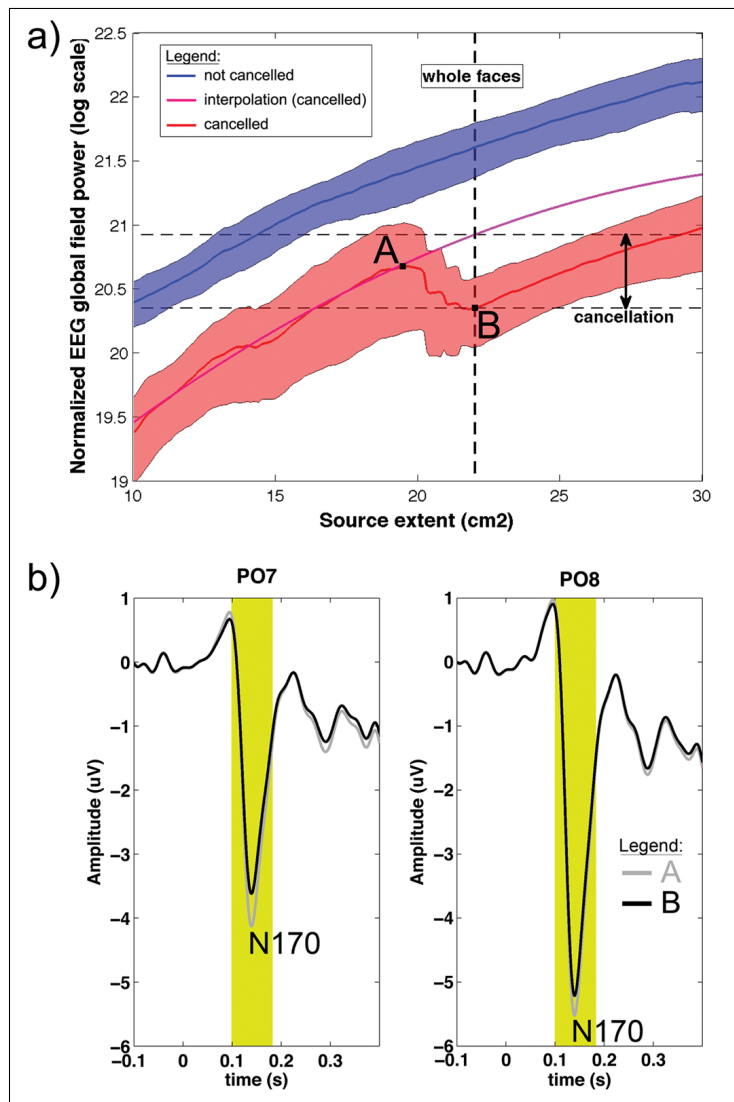 a)
Legend:
not cancelled
interpolation (cancelled)
cancelled
whole faces
A
B
cancellation
Normalized EEG global field power (log scale)
22
21.5
21
20.5
20
19.5
19
22.5
10
15
20
25
30
Source extent (cm2)
b)
PO7
1
0
−1
−2
−3
−4
−5
−6
Amplitude (uV)
N170
-0.1
0
0.1
0.2
0.3
time (s)
PO8
1
0
−1
−2
−3
−4
−5
−6
Amplitude (uV)
Legend:
A
B
N170
-0.1
0
0.1
0.2
0.3
time (s)